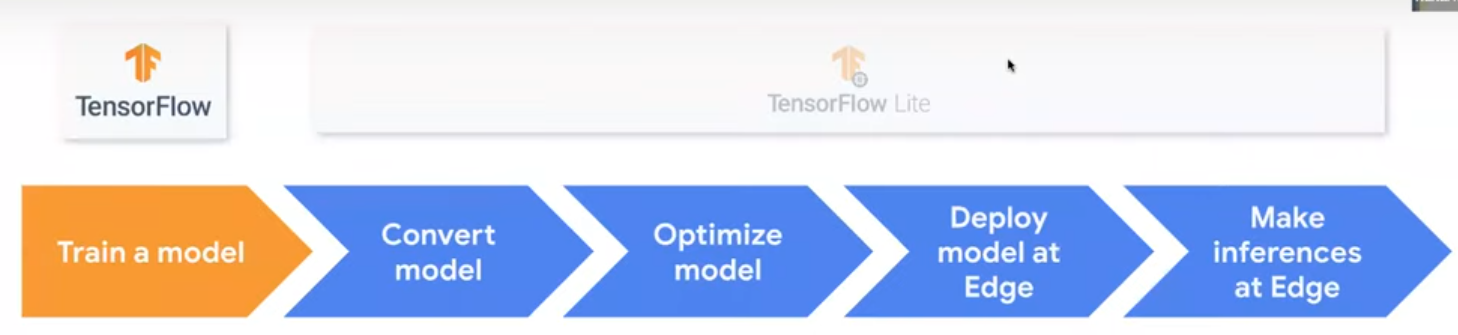 TensorFlow
TensorFlow Lite
Train a model
Convert
model
Optimize
model
Deploy
model at
Edge
Make
inferences
at Edge